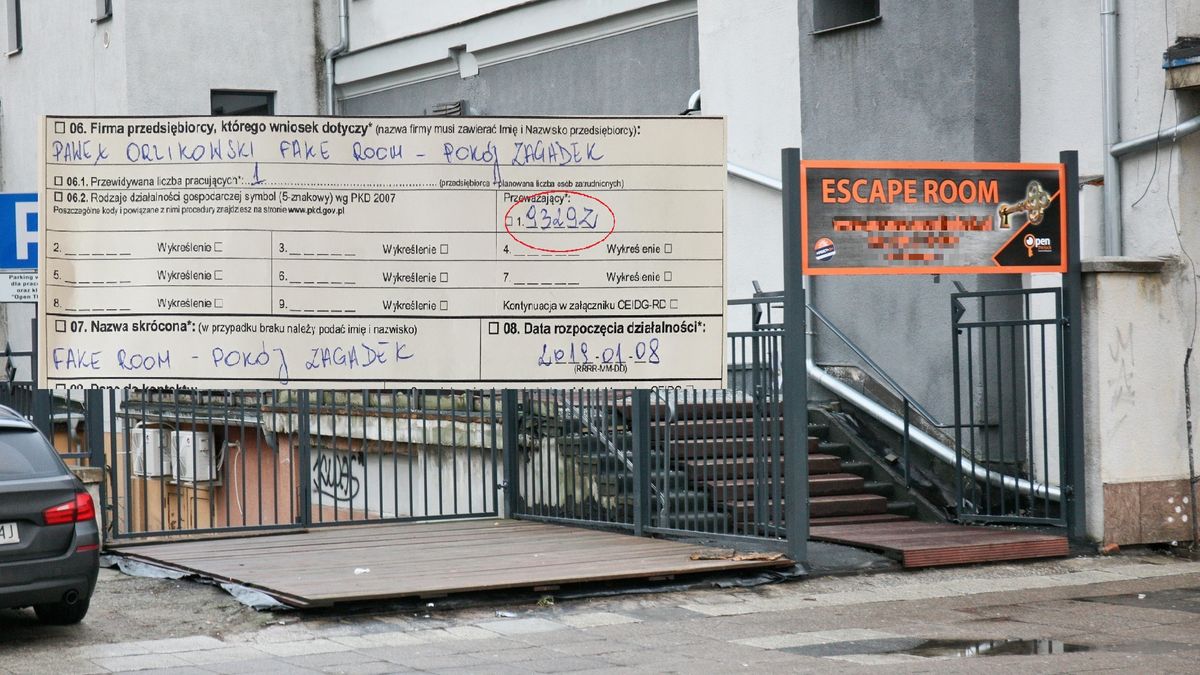 06. Firma przedsiębiorcy, którego wniosek dotyczy* (nazwa firmy musi zawierać Imię i Nazwisko przedsiębiorcy):
PAWEŁ ORLIKOWSKI FAKE ROOM - POKÓJ ZAGADEK
06.1. Przewidywana liczba pracujących*: 1 (przedsiębiorca + planowana liczba osób zatrudnionych)
06.2. Rodzaje działalności gospodarczej symbol (5-znakowy) wg PKD 2007
Poszczególne kody i powiązane z nimi procedury znajdziesz na stronie www.pkd.gov.pl
Przeważający*:
1. 9329Z
2. Wykreślenie 3. Wykreślenie 4. Wykreślenie
5. Wykreślenie 6. Wykreślenie 7. Wykreślenie
8. Wykreślenie 9. Wykreślenie Kontynuacja w załączniku CEIDG-RD
07. Nazwa skrócona*: (w przypadku braku należy podać imię i nazwisko)
FAKE ROOM - POKÓJ ZAGADEK
08. Data rozpoczęcia działalności*:
2019-01-08
(RRRR-MM-DD)
P
Parking
dla
"Open
ESCAPE ROOM
Open